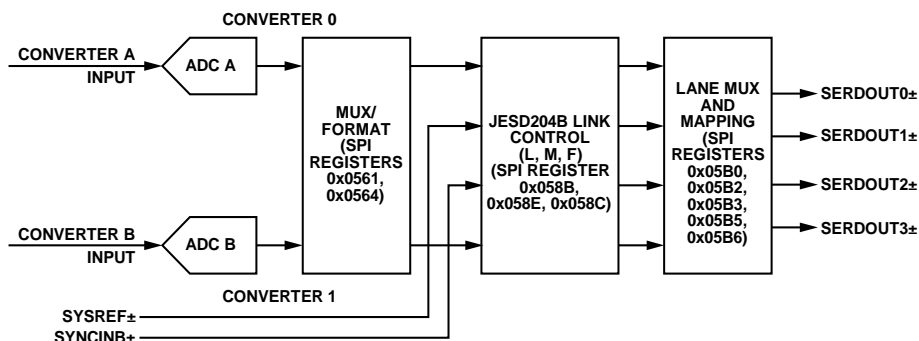 CONVERTER 0
CONVERTER A
INPUT
ADC A
MUX/
FORMAT
(SPI
REGISTERS
0x0561,
0x0564)
JESD204B LINK
CONTROL
(L, M, F)
(SPI REGISTER
0x058B,
0x058E, 0x058C)
LANE MUX
AND
MAPPING
(SPI
REGISTERS
0x05B0,
0x05B2,
0x05B3,
0x05B5,
0x05B6)
SERDOUT0±
SERDOUT1±
SERDOUT2±
SERDOUT3±
CONVERTER B
INPUT
ADC B
CONVERTER 1
SYSREF±
SYNCINB±